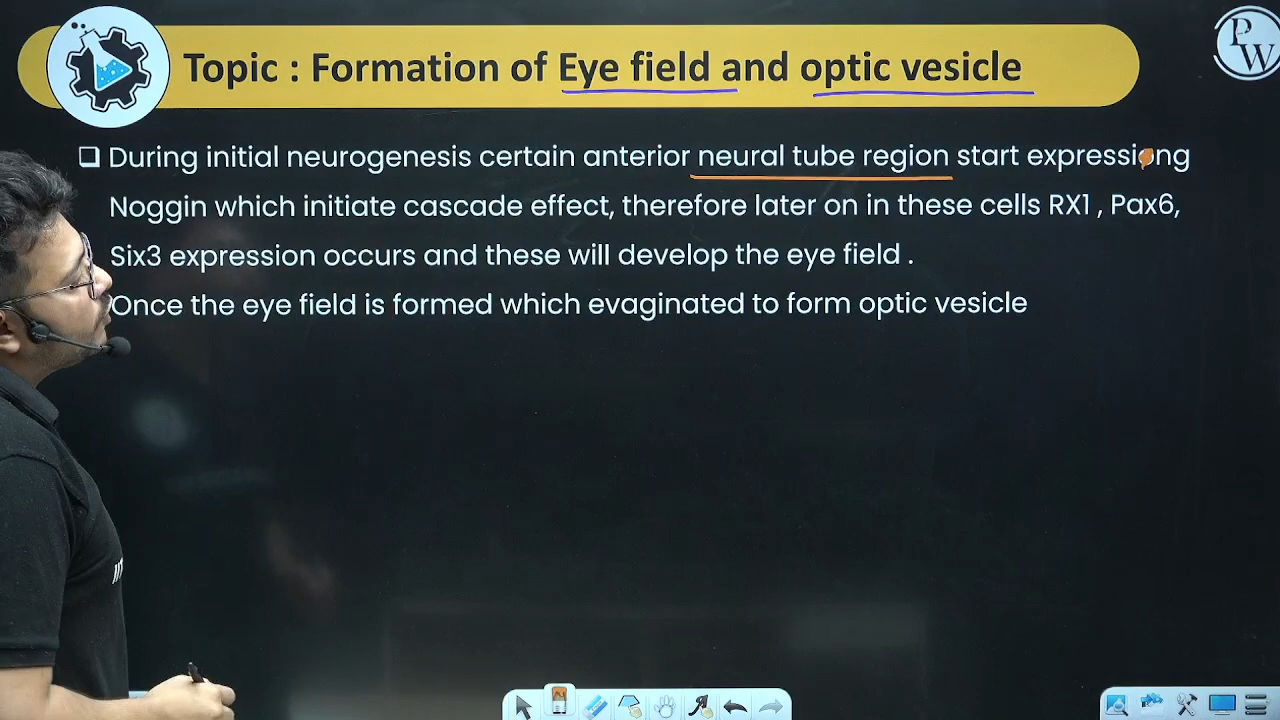 PW
Topic : Formation of Eye field and optic vesicle
❑ During initial neurogenesis certain anterior neural tube region start expressiong
Noggin which initiate cascade effect, therefore later on in these cells RX1 , Pax6,
Six3 expression occurs and these will develop the eye field .
Once the eye field is formed which evaginated to form optic vesicle